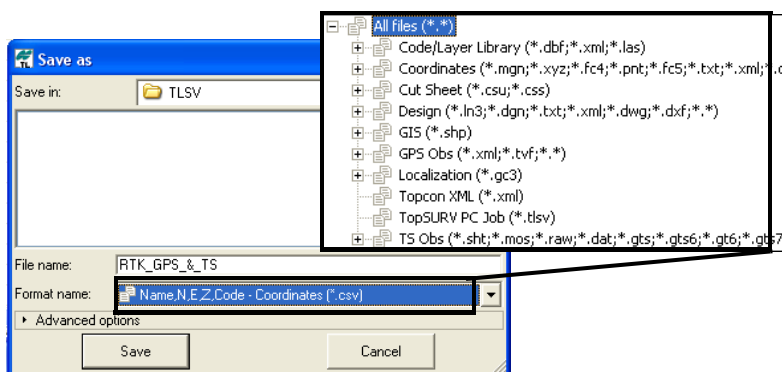 Save as
Save in:
TLSV
File name:
RTK_GPS_&_TS
Format name:
Name,N,E,Z,Code - Coordinates (*.csv)
Advanced options
Save
Cancel
All files (*.*)
Code/Layer Library (*.dbf;*.xml;*.las)
Coordinates (*.mgn;*.xyz;*.fc4;*.pnt;*.fc5;*.txt;*.xml;*.c
Cut Sheet (*.csu;*.css)
Design (*.ln3;*.dgn;*.txt;*.xml;*.dwg;*.dxf;*.*)
GIS (*.shp)
GPS Obs (*.xml;*.tvf;*.*)
Localization (*.gc3)
Topcon XML (*.xml)
TopSURV PC Job (*.tlsv)
TS Obs (*.sht;*.mos;*.raw;*.dat;*.gts;*.gts6;*.gt6;*.gts7